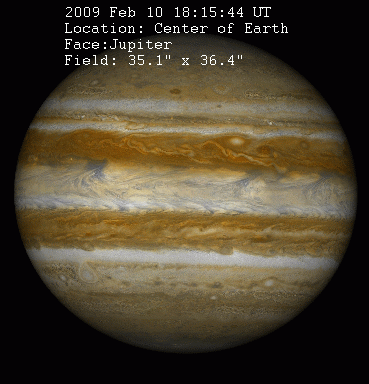 2009 Feb 10 18:15:44 UT
Location: Center of Earth
Face:Jupiter
Field: 35.1" x 36.4"